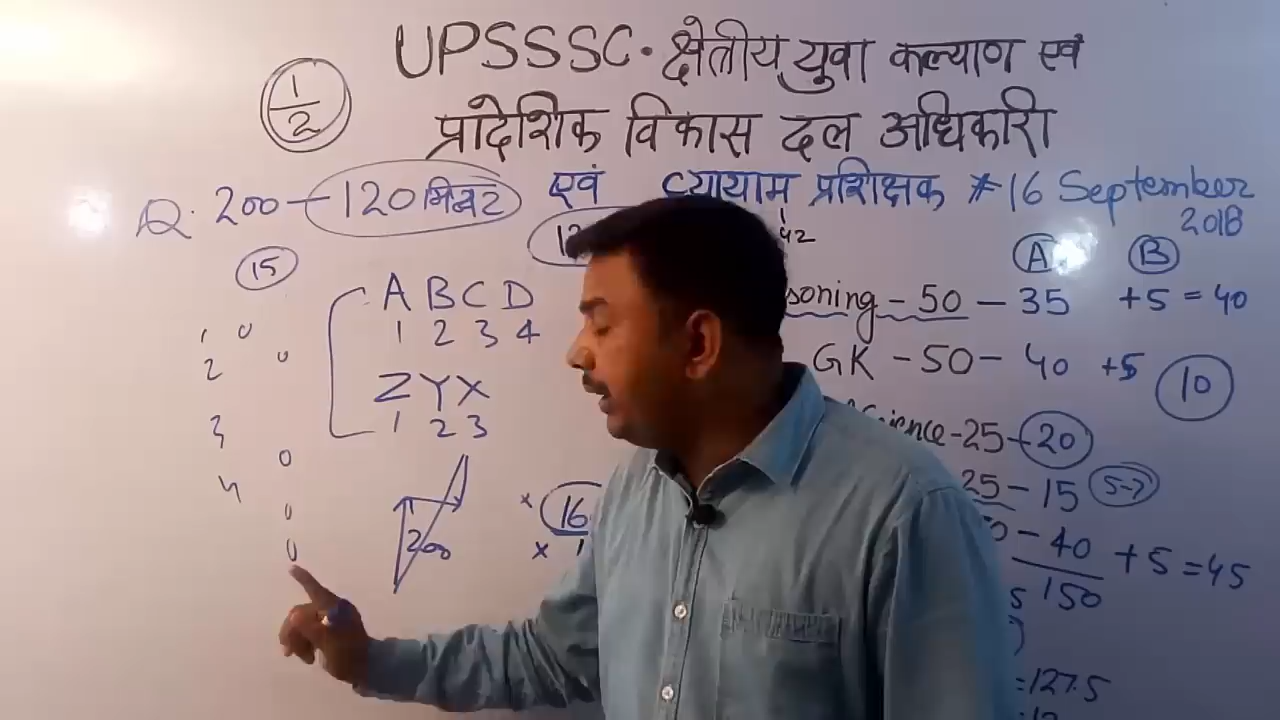 UPSSSC. क्षेत्रीय युवा कल्याण एवं
1/2
प्रादेशिक विकास दल अधिकारी
Q. 200 - 120 मिनट
एवं व्यायाम प्रशिक्षक # 16 September
2018
42
15
A B C D
1 2 3 4
Z Y X
1 2 3
1 0
2 0
3
0
4
0
0
200
x 16
x 1
A B
soning - 50 - 35 +5 = 40
GK - 50 - 40 +5
10
ience - 25 - 20
25 - 15 5→
0 - 40 +5 = 45
150
= 127.5